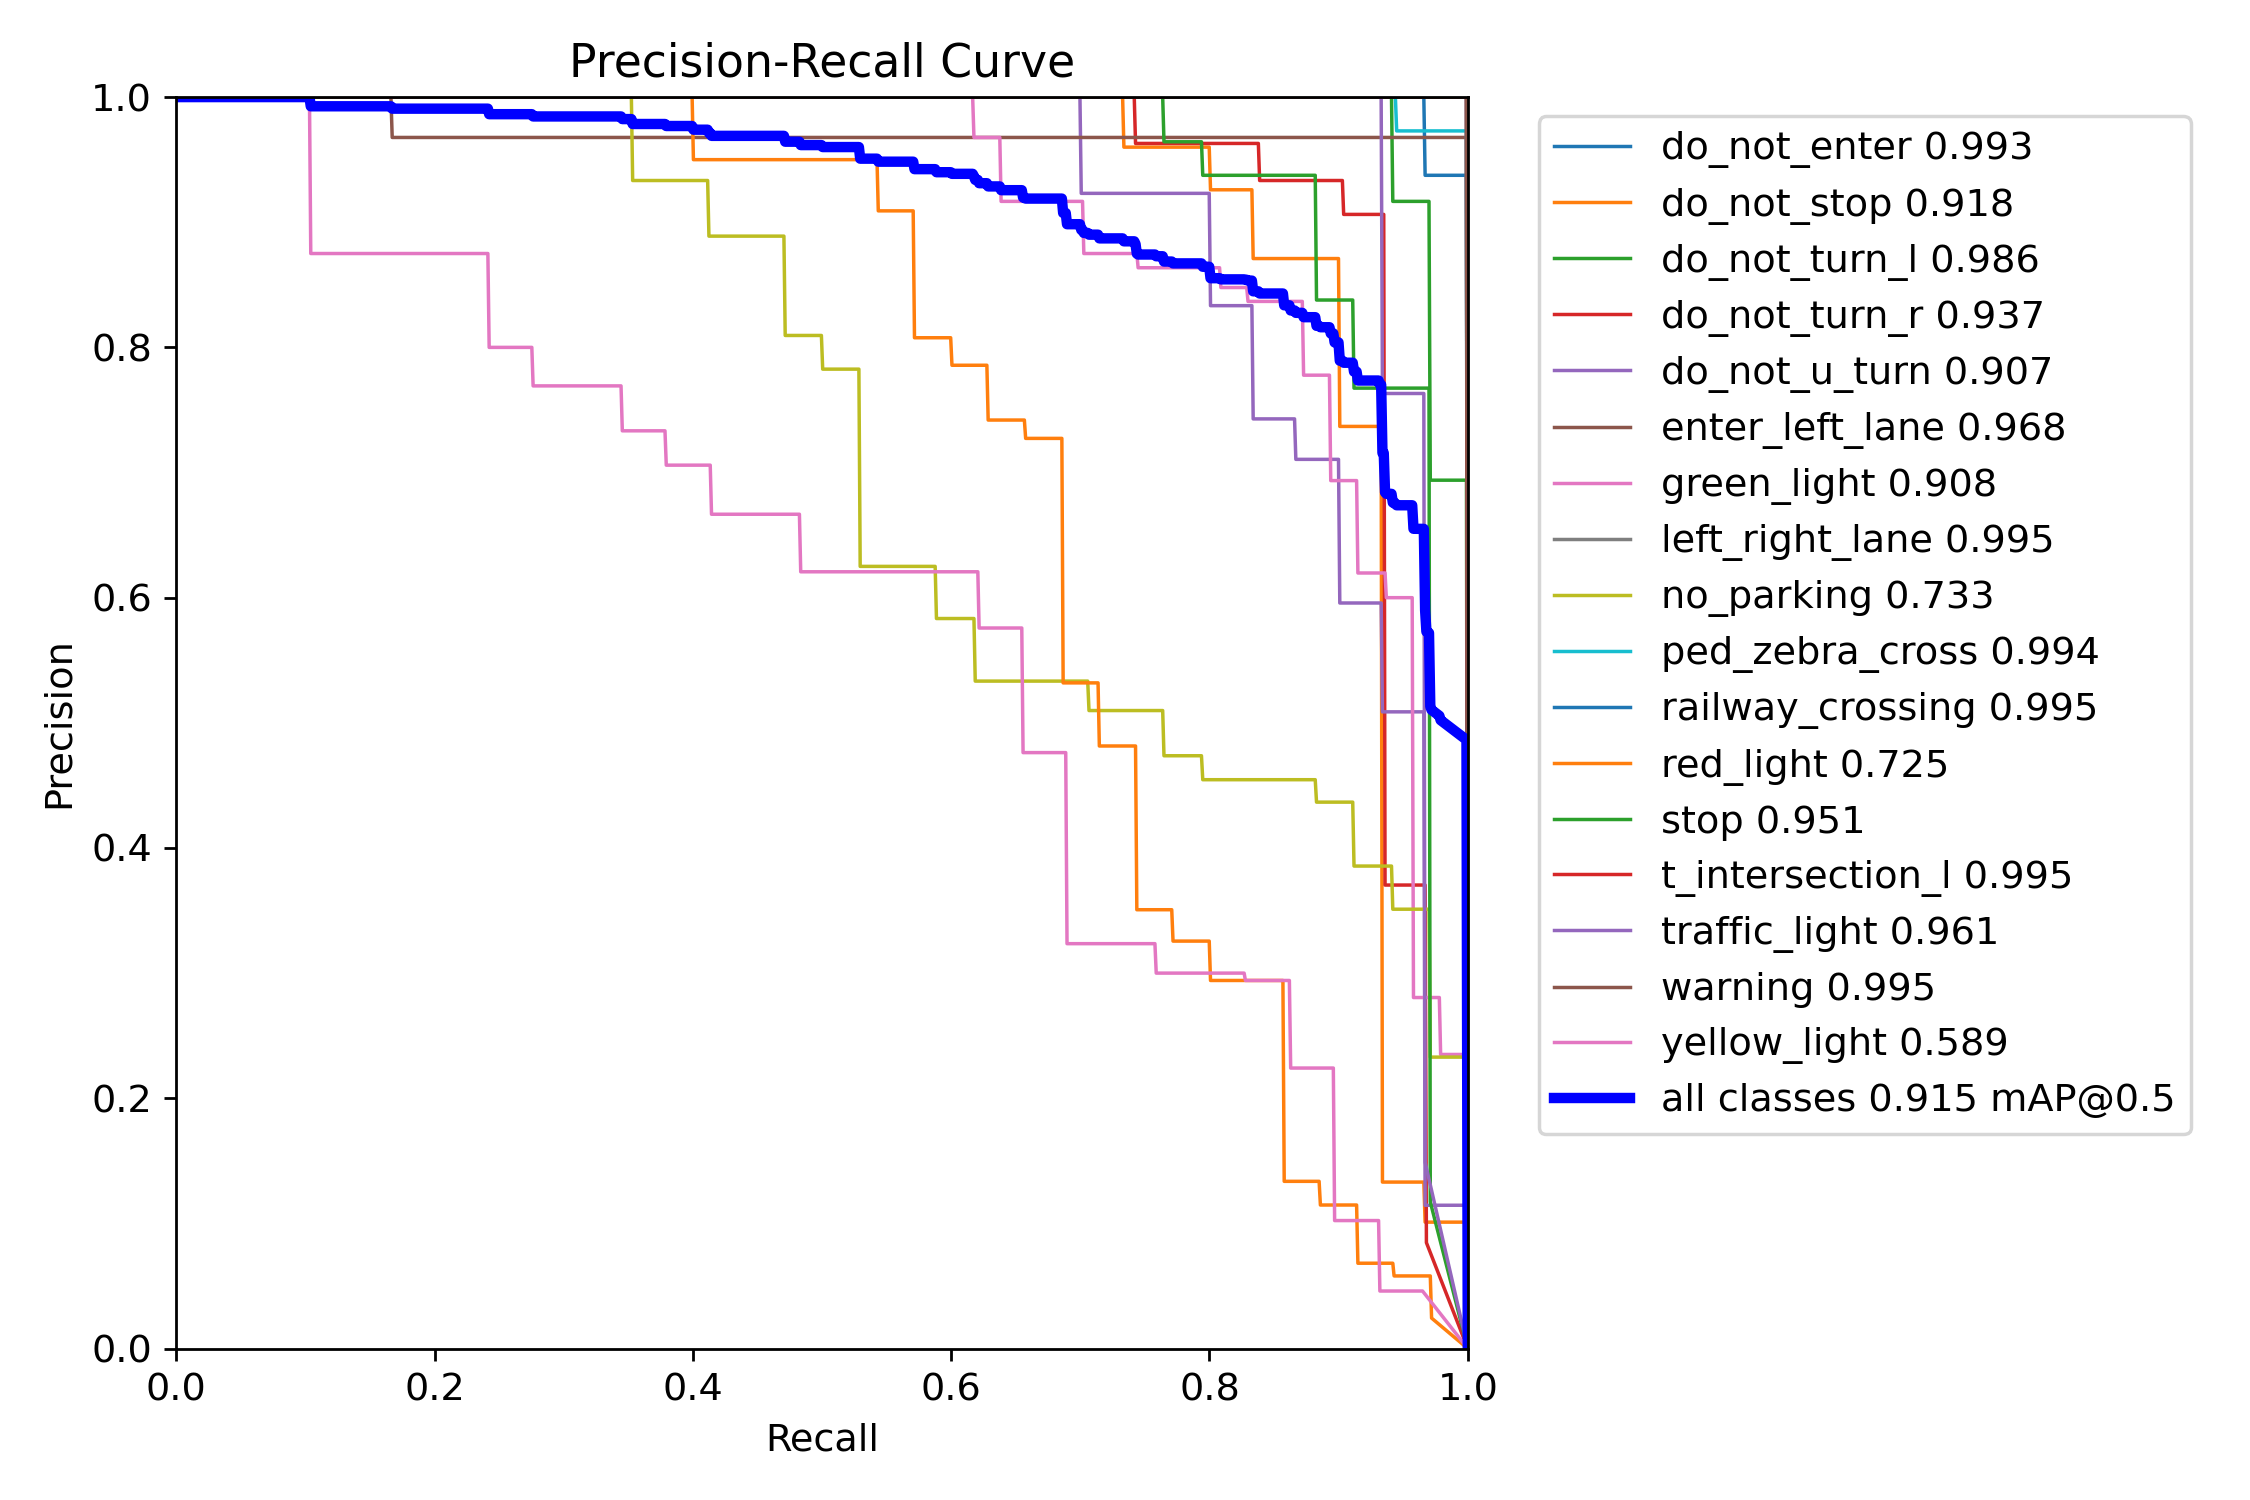 Precision-Recall Curve
1.0
0.8
0.6
0.4
0.2
0.0
Precision
0.0 0.2 0.4 0.6 0.8 1.0
Recall
do_not_enter 0.993
do_not_stop 0.918
do_not_turn_l 0.986
do_not_turn_r 0.937
do_not_u_turn 0.907
enter_left_lane 0.968
green_light 0.908
left_right_lane 0.995
no_parking 0.733
ped_zebra_cross 0.994
railway_crossing 0.995
red_light 0.725
stop 0.951
t_intersection_l 0.995
traffic_light 0.961
warning 0.995
yellow_light 0.589
all classes 0.915 mAP@0.5